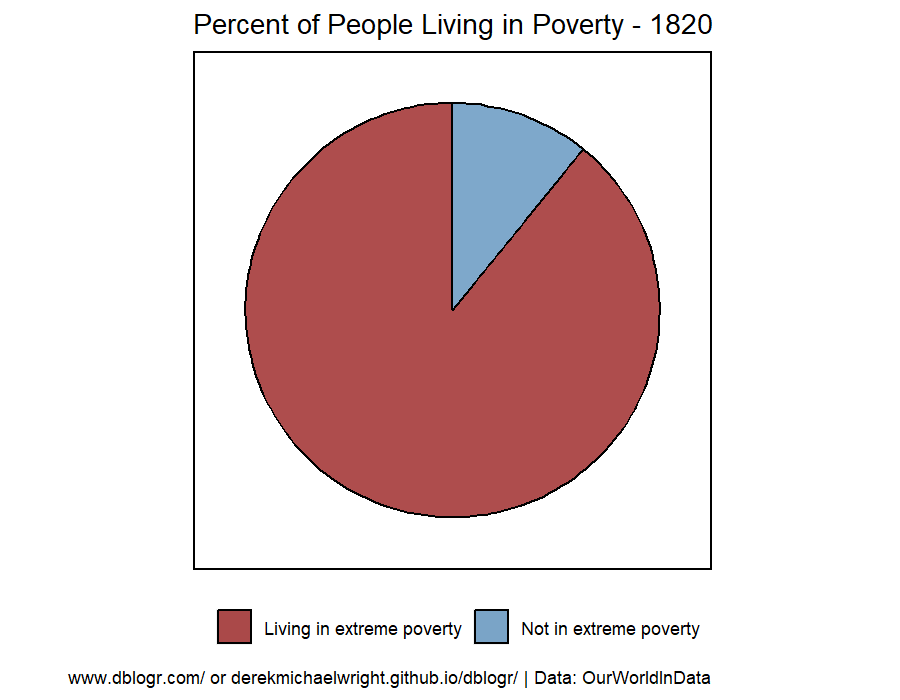 Percent of People Living in Poverty - 1820
Living in extreme poverty
Not in extreme poverty
www.dblogr.com/ or derekmichaelwright.github.io/dblogr/ | Data: OurWorldInData